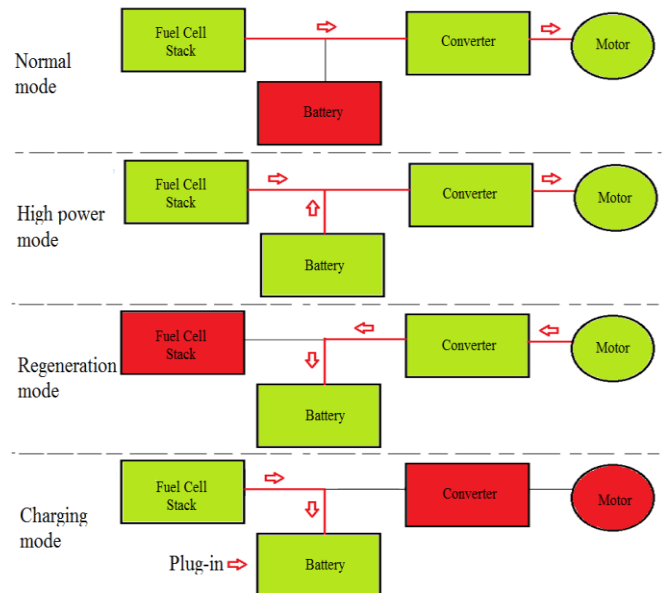 Normal
mode
Fuel Cell
Stack
Converter
Motor
Battery
High power
mode
Fuel Cell
Stack
Converter
Motor
Battery
Regeneration
mode
Fuel Cell
Stack
Converter
Motor
Battery
Charging
mode
Fuel Cell
Stack
Converter
Motor
Plug-in
Battery